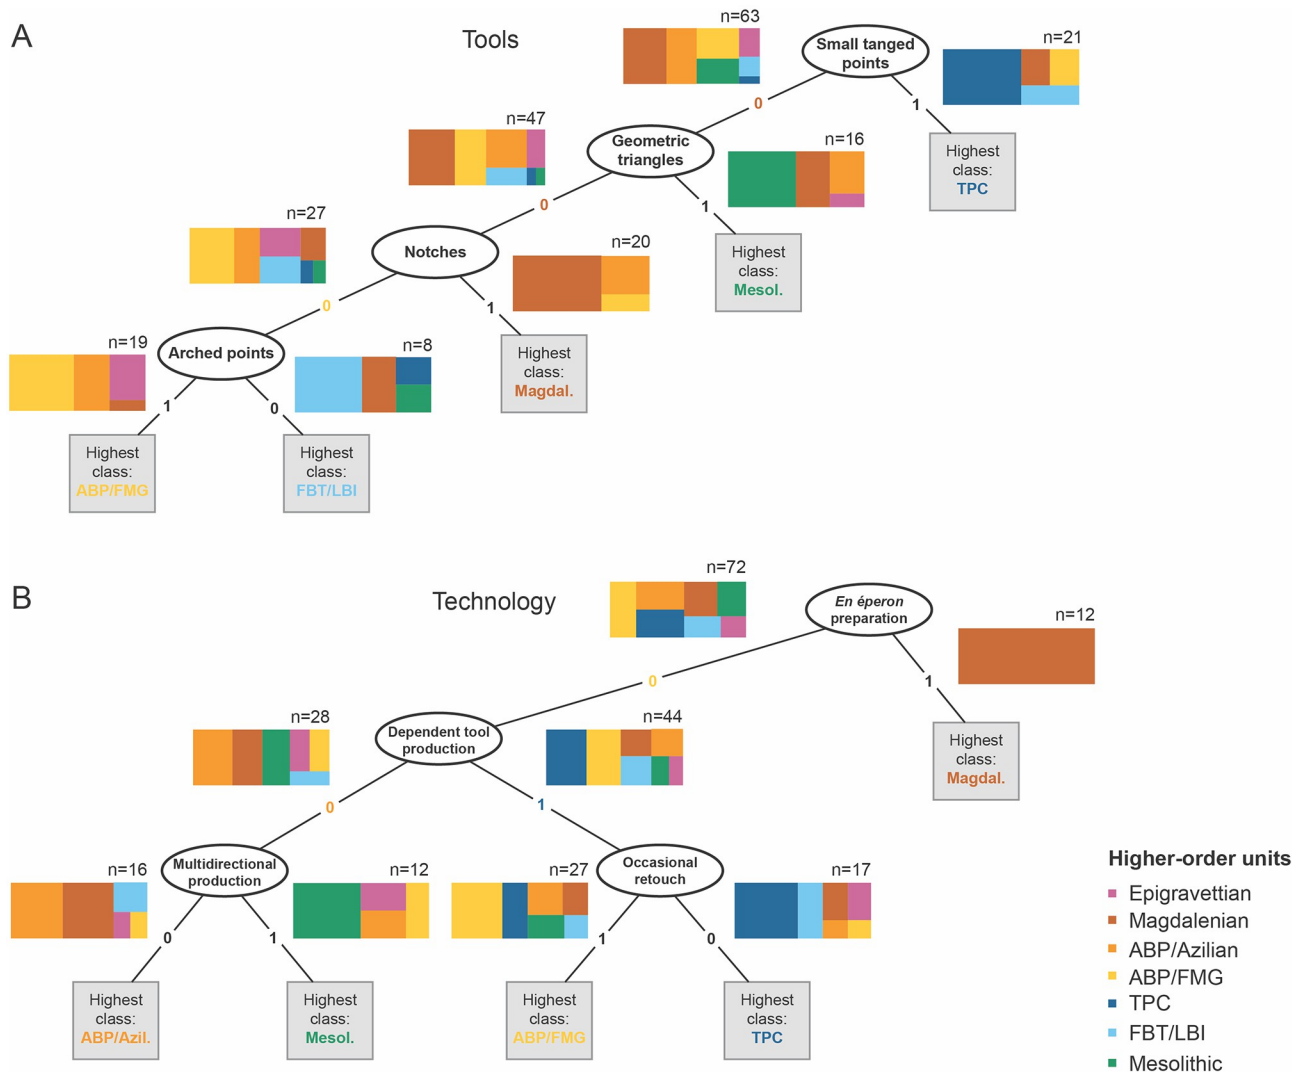 A
Tools
n=63
Small tanged
points
n=21
0
1
Highest
class:
TPC
n=47
Geometric
triangles
n=16
0
1
Highest
class:
Mesol.
n=27
Notches
n=20
0
1
Highest
class:
Magdal.
n=19
Arched points
n=8
1
0
Highest
class:
ABP/FMG
Highest
class:
FBT/LBI
B
Technology
n=72
En éperon
preparation
n=12
0
1
Highest
class:
Magdal.
n=28
Dependent tool
production
n=44
0
1
n=16
Multidirectional
production
n=12
n=27
Occasional
retouch
n=17
0
1
1
0
Highest
class:
ABP/Azil.
Highest
class:
Mesol.
Highest
class:
ABP/FMG
Highest
class:
TPC
Higher-order units
Epigravettian
Magdalenian
ABP/Azilian
ABP/FMG
TPC
FBT/LBI
Mesolithic